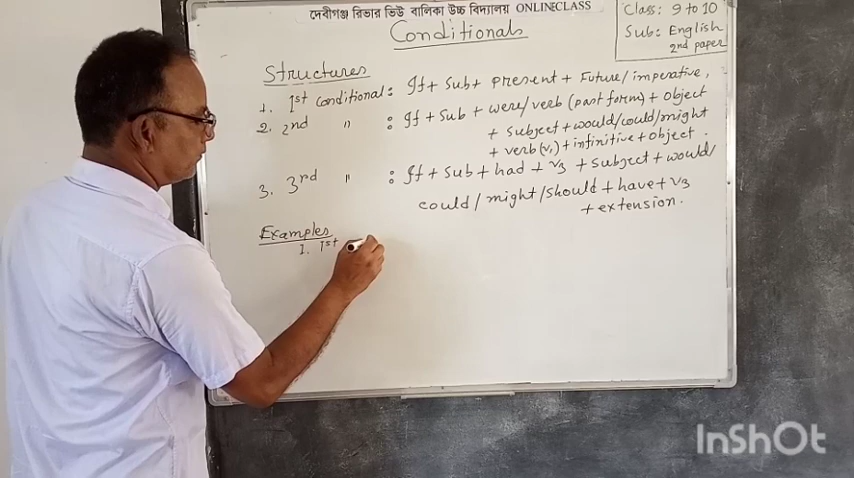 দেবীগঞ্জ রিভার ভিউ বালিকা উচ্চ বিদ্যালয় ONLINE CLASS
Class: 9 to 10
Sub: English
2nd paper
Conditionals
Structures
1. 1st conditional: If + Sub + present + Future/imperative,
2. 2nd " : If + Sub + were/verb (past form) + object
+ subject + would/could/might
+ verb (v1) + infinitive + object.
3. 3rd " : If + Sub + had + v3 + subject + would/
could/might/should + have + v3
+ extension.
Examples
1. 1st
InShOt